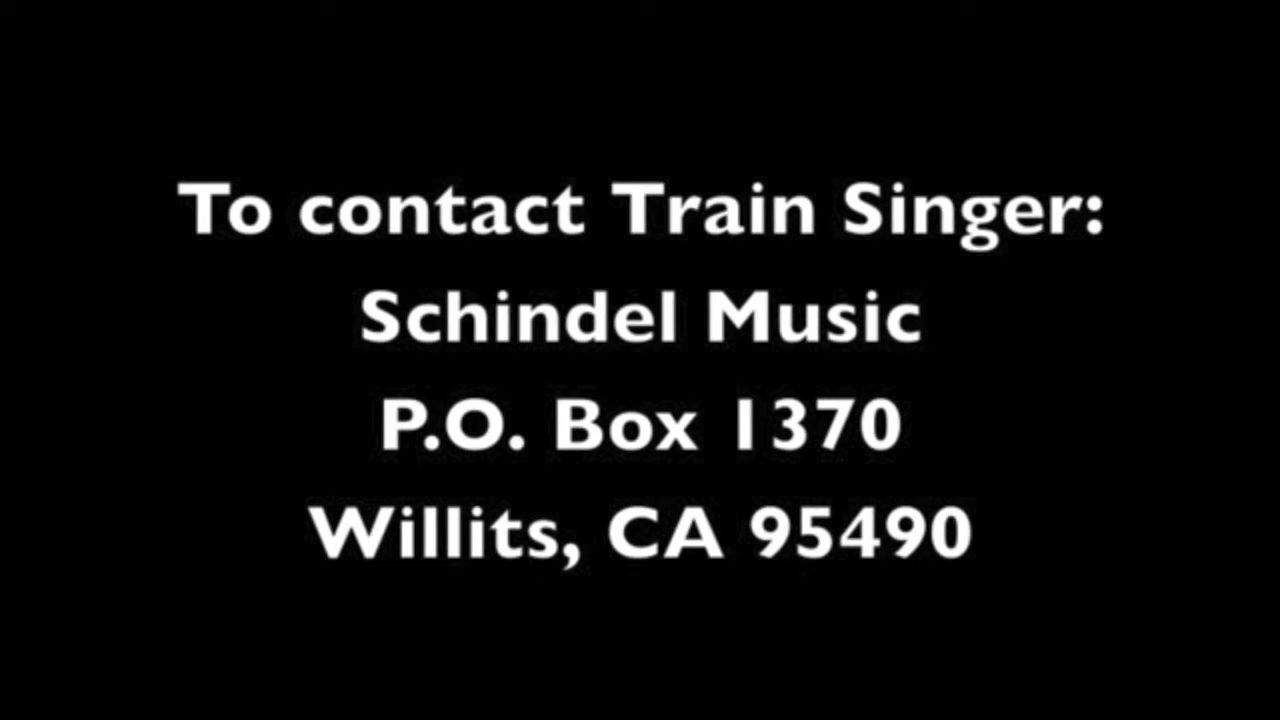 To contact Train Singer:
Schindel Music
P.O. Box 1370
Willits, CA 95490